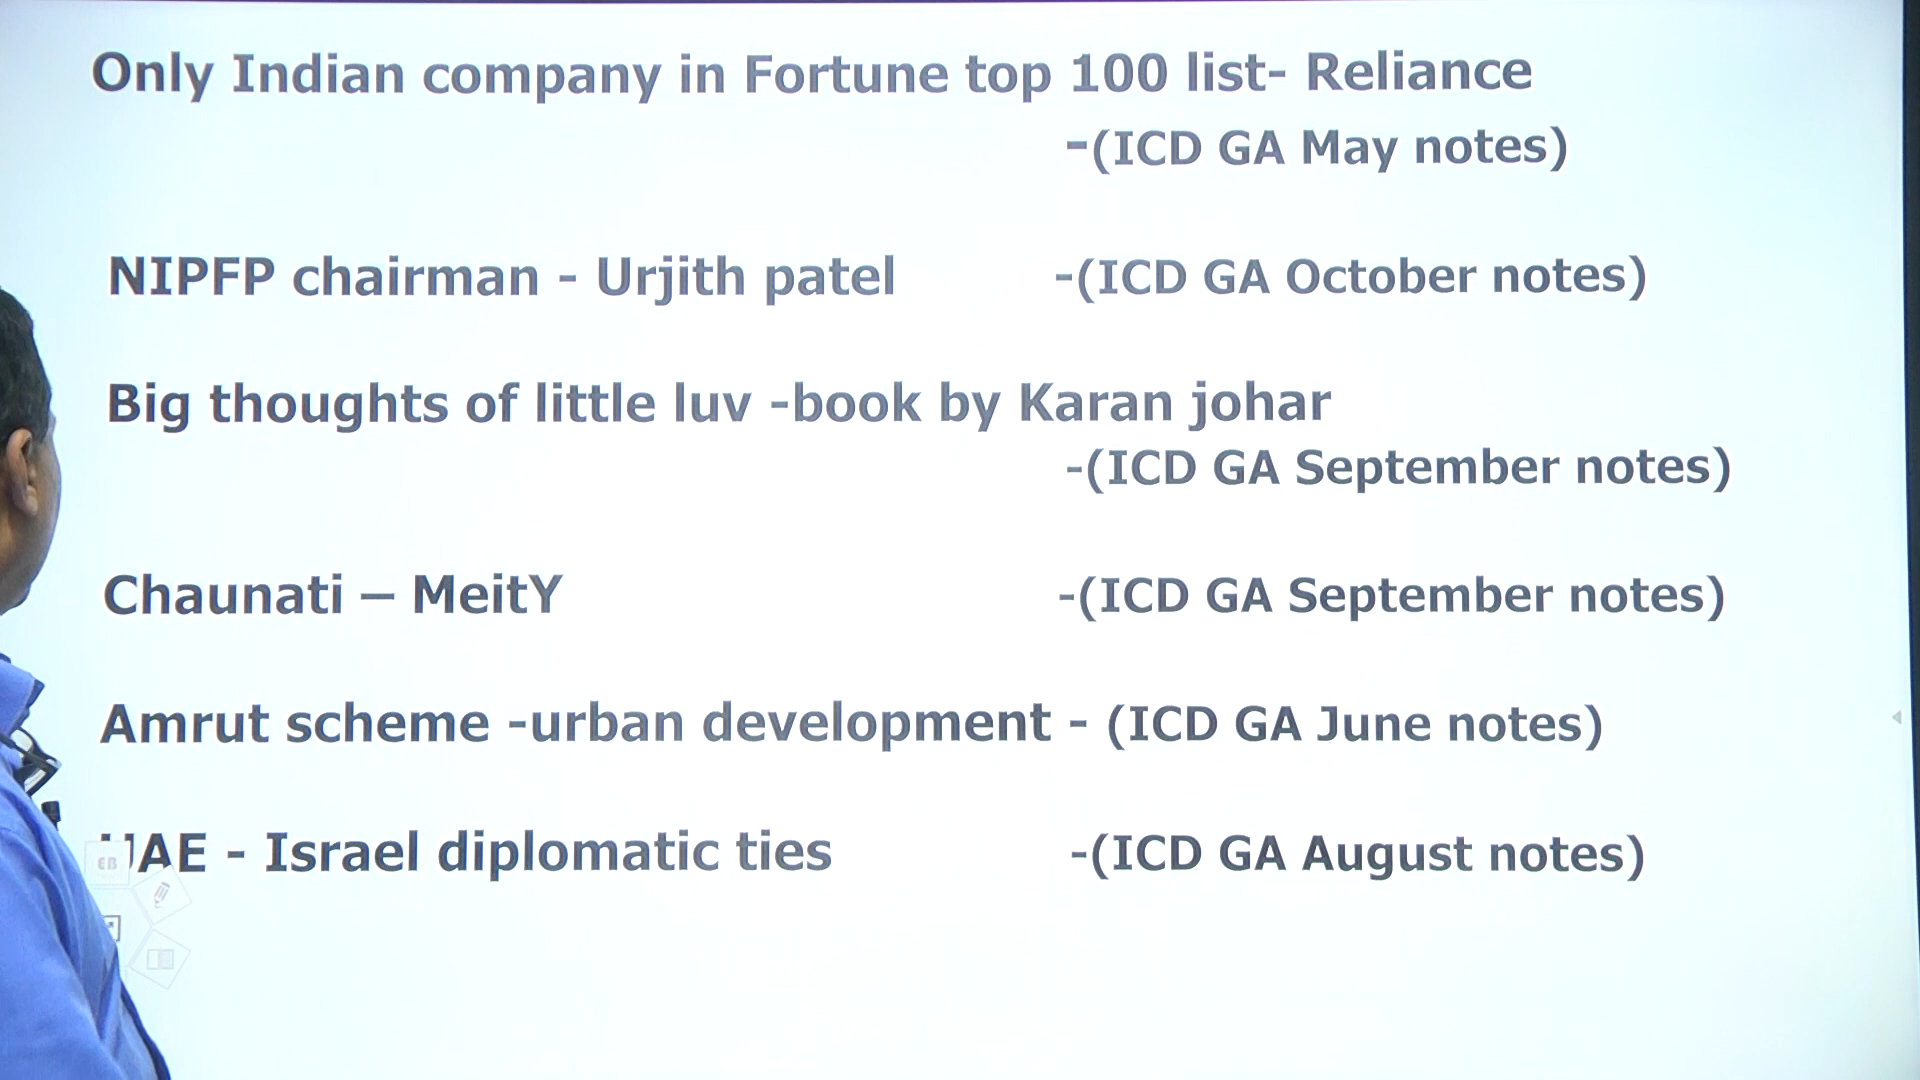 Only Indian company in Fortune top 100 list- Reliance
-(ICD GA May notes)
NIPFP chairman - Urjith patel -(ICD GA October notes)
Big thoughts of little luv -book by Karan johar
-(ICD GA September notes)
Chaunati – MeitY -(ICD GA September notes)
Amrut scheme -urban development - (ICD GA June notes)
UAE - Israel diplomatic ties -(ICD GA August notes)
EB